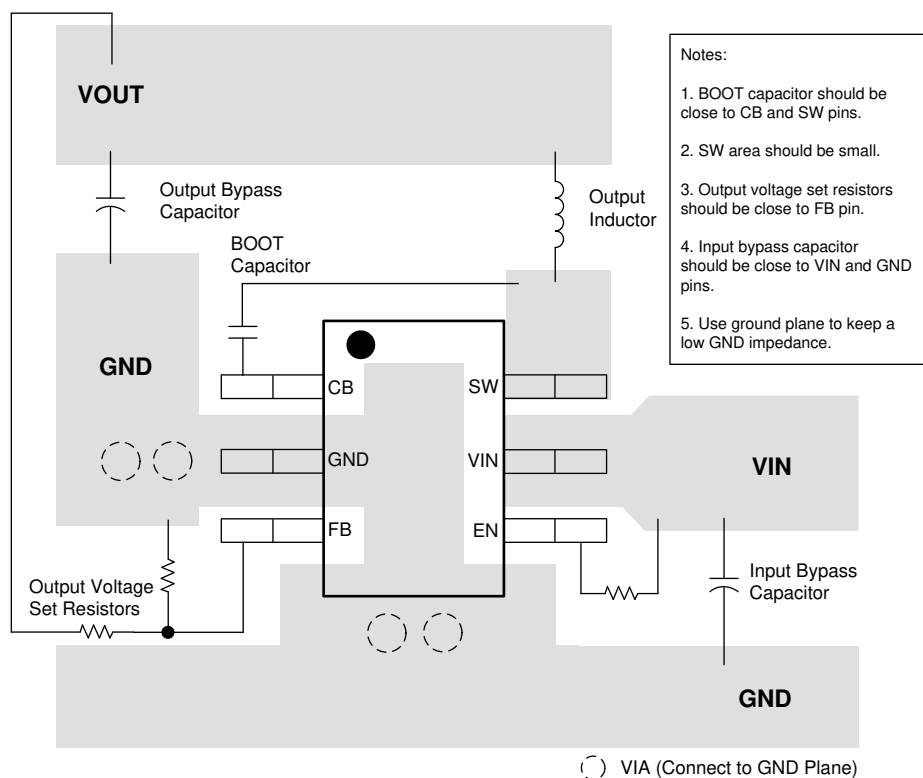 VOUT
Output Bypass
Capacitor
Output
Inductor
BOOT
Capacitor
Notes:
1. BOOT capacitor should be
close to CB and SW pins.
2. SW area should be small.
3. Output voltage set resistors
should be close to FB pin.
4. Input bypass capacitor
should be close to VIN and GND
pins.
5. Use ground plane to keep a
low GND impedance.
GND
CB
SW
GND
VIN
VIN
FB
EN
Output Voltage
Set Resistors
Input Bypass
Capacitor
GND
VIA (Connect to GND Plane)